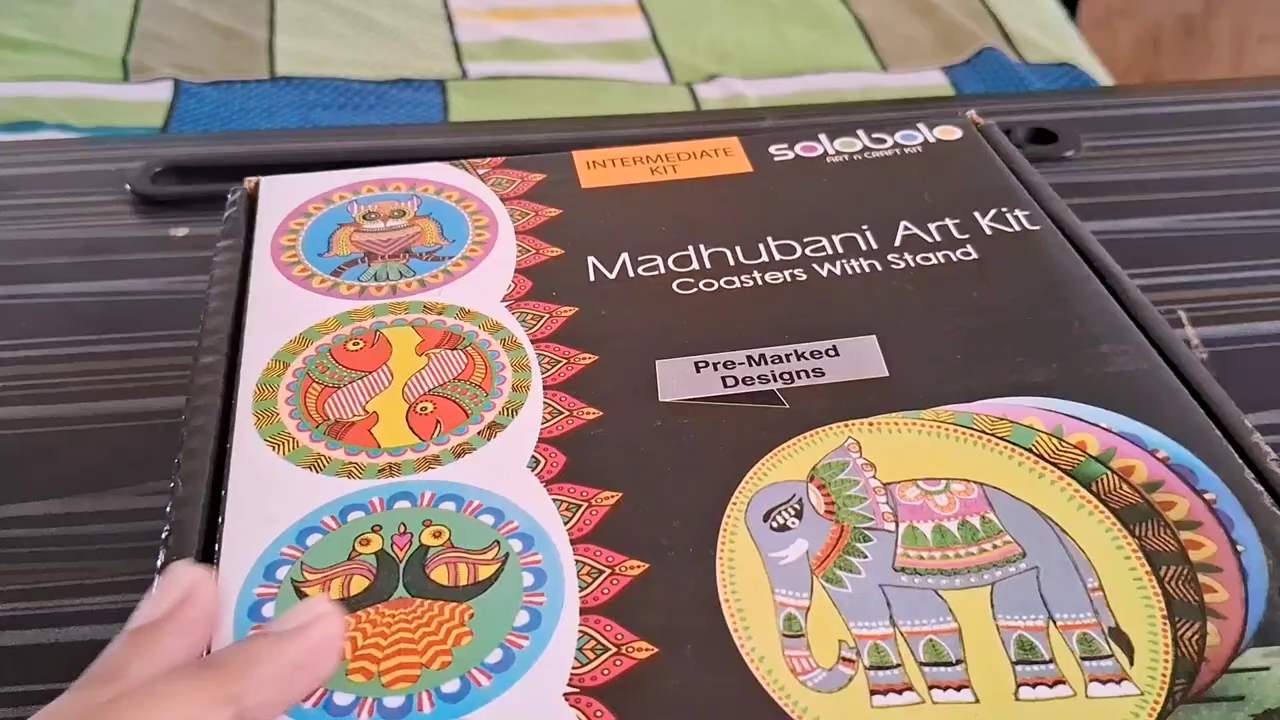 INTERMEDIATE
KIT
solobolo
ART n CRAFT KIT
Madhubani Art Kit
Coasters With Stand
Pre-Marked
Designs